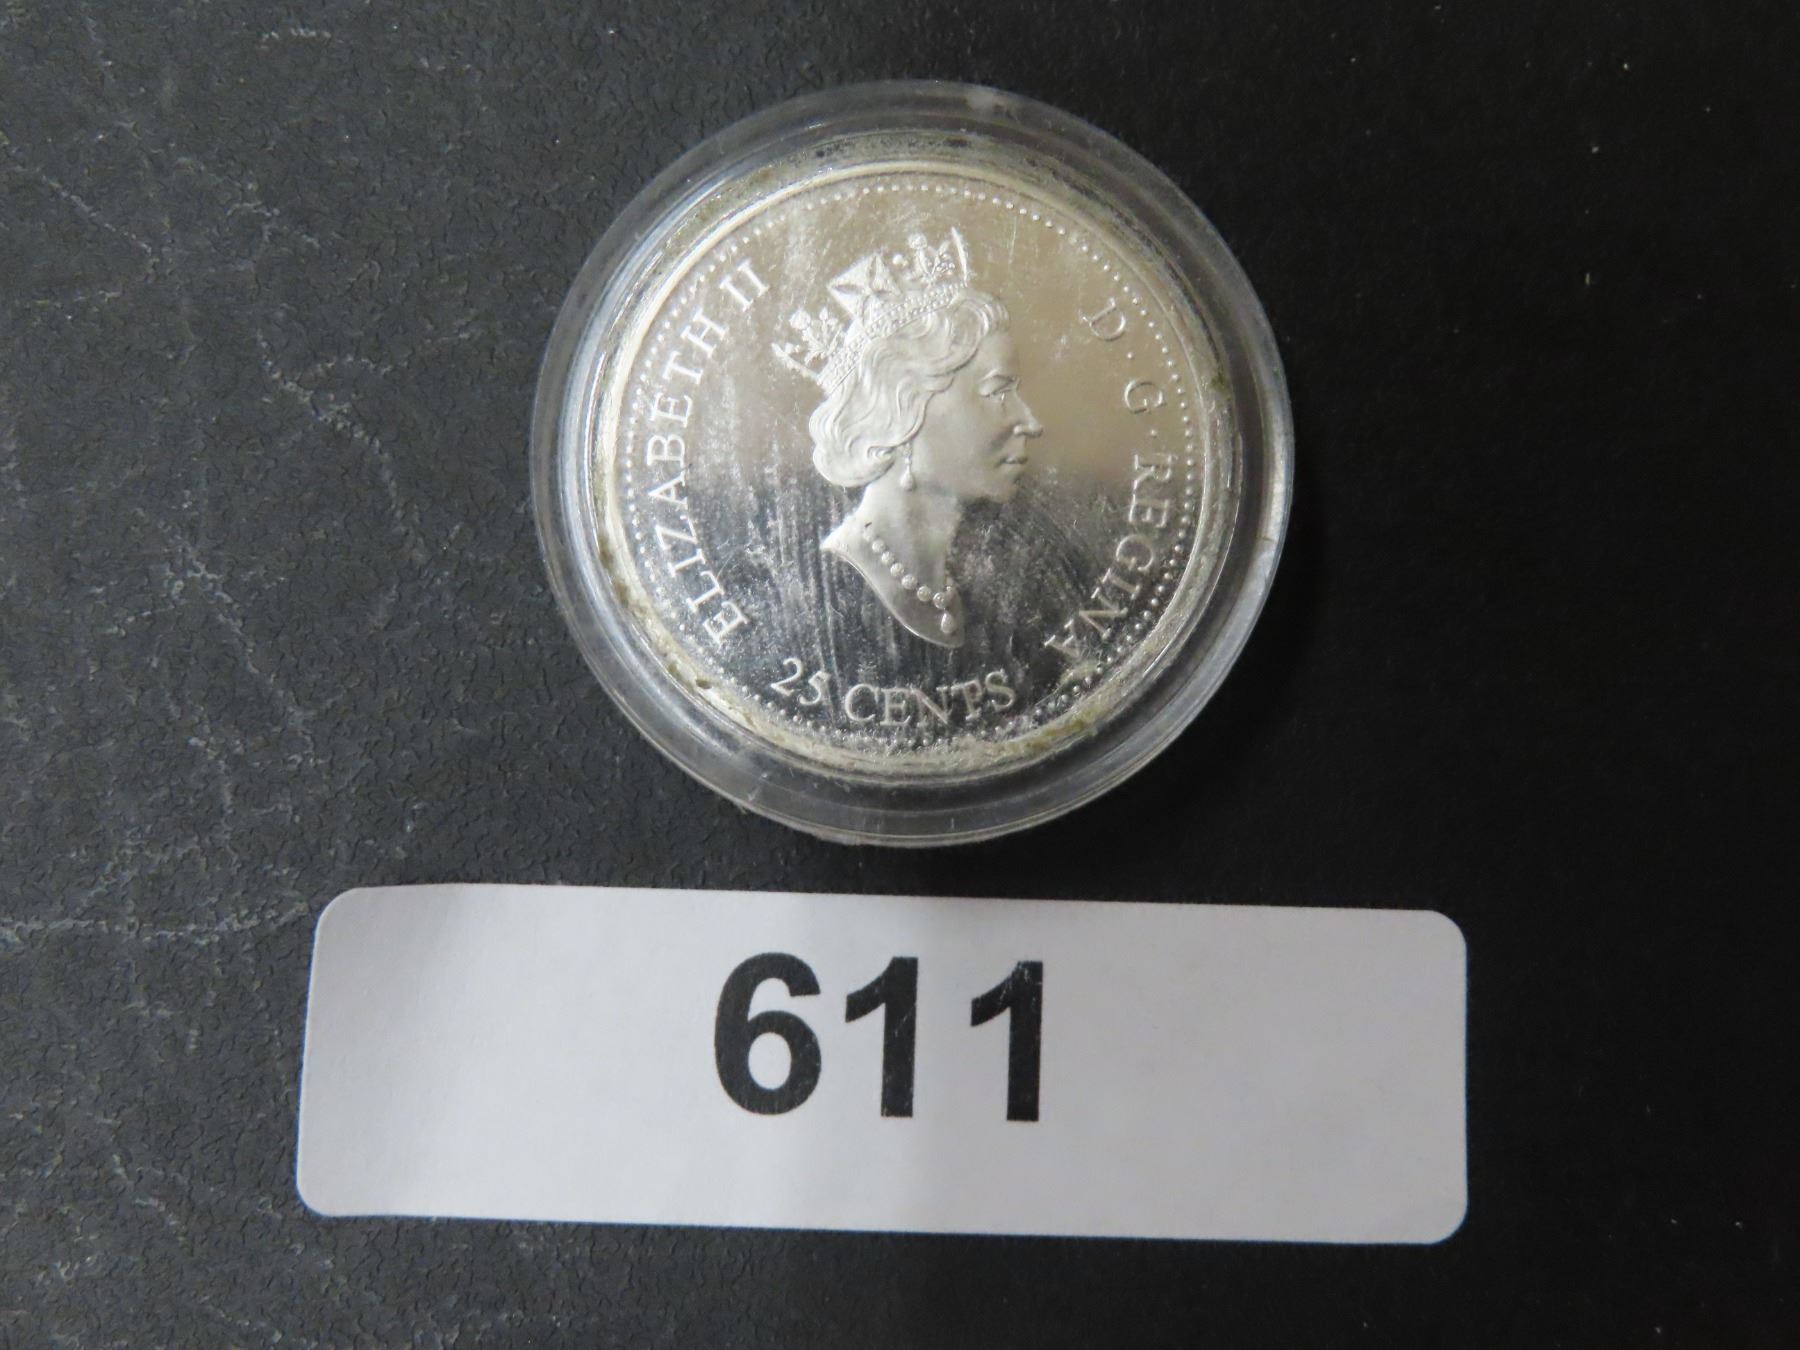 ELIZABETH II D·G·REGINA
25 CENTS
611